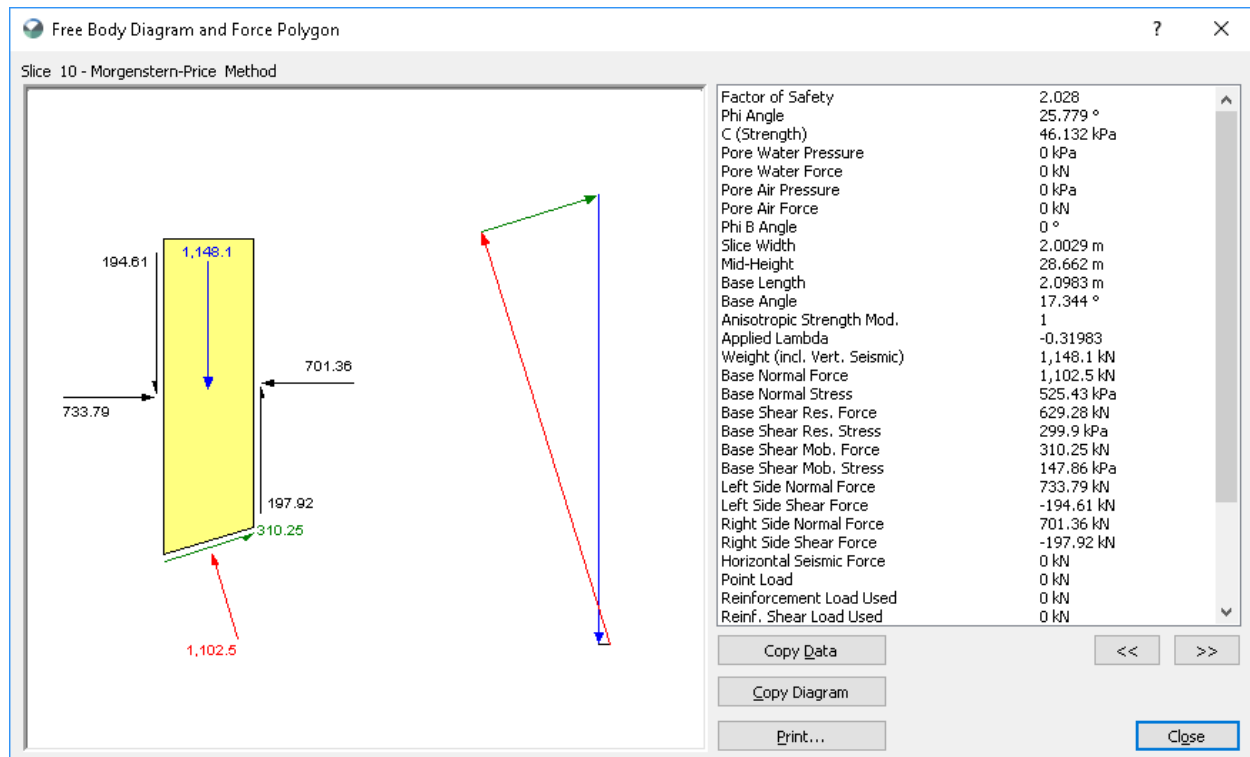 Free Body Diagram and Force Polygon
?
Slice 10 - Morgenstern-Price Method
194.61
1,148.1
701.36
733.79
197.92
310.25
1,102.5
Factor of Safety 2.028
Phi Angle 25.779 °
C (Strength) 46.132 kPa
Pore Water Pressure 0 kPa
Pore Water Force 0 kN
Pore Air Pressure 0 kPa
Pore Air Force 0 kN
Phi B Angle 0 °
Slice Width 2.0029 m
Mid-Height 28.662 m
Base Length 2.0983 m
Base Angle 17.344 °
Anisotropic Strength Mod. 1
Applied Lambda -0.31983
Weight (incl. Vert. Seismic) 1,148.1 kN
Base Normal Force 1,102.5 kN
Base Normal Stress 525.43 kPa
Base Shear Res. Force 629.28 kN
Base Shear Res. Stress 299.9 kPa
Base Shear Mob. Force 310.25 kN
Base Shear Mob. Stress 147.86 kPa
Left Side Normal Force 733.79 kN
Left Side Shear Force -194.61 kN
Right Side Normal Force 701.36 kN
Right Side Shear Force -197.92 kN
Horizontal Seismic Force 0 kN
Point Load 0 kN
Reinforcement Load Used 0 kN
Reinf. Shear Load Used 0 kN
Copy Data << >>
Copy Diagram
Print... Close